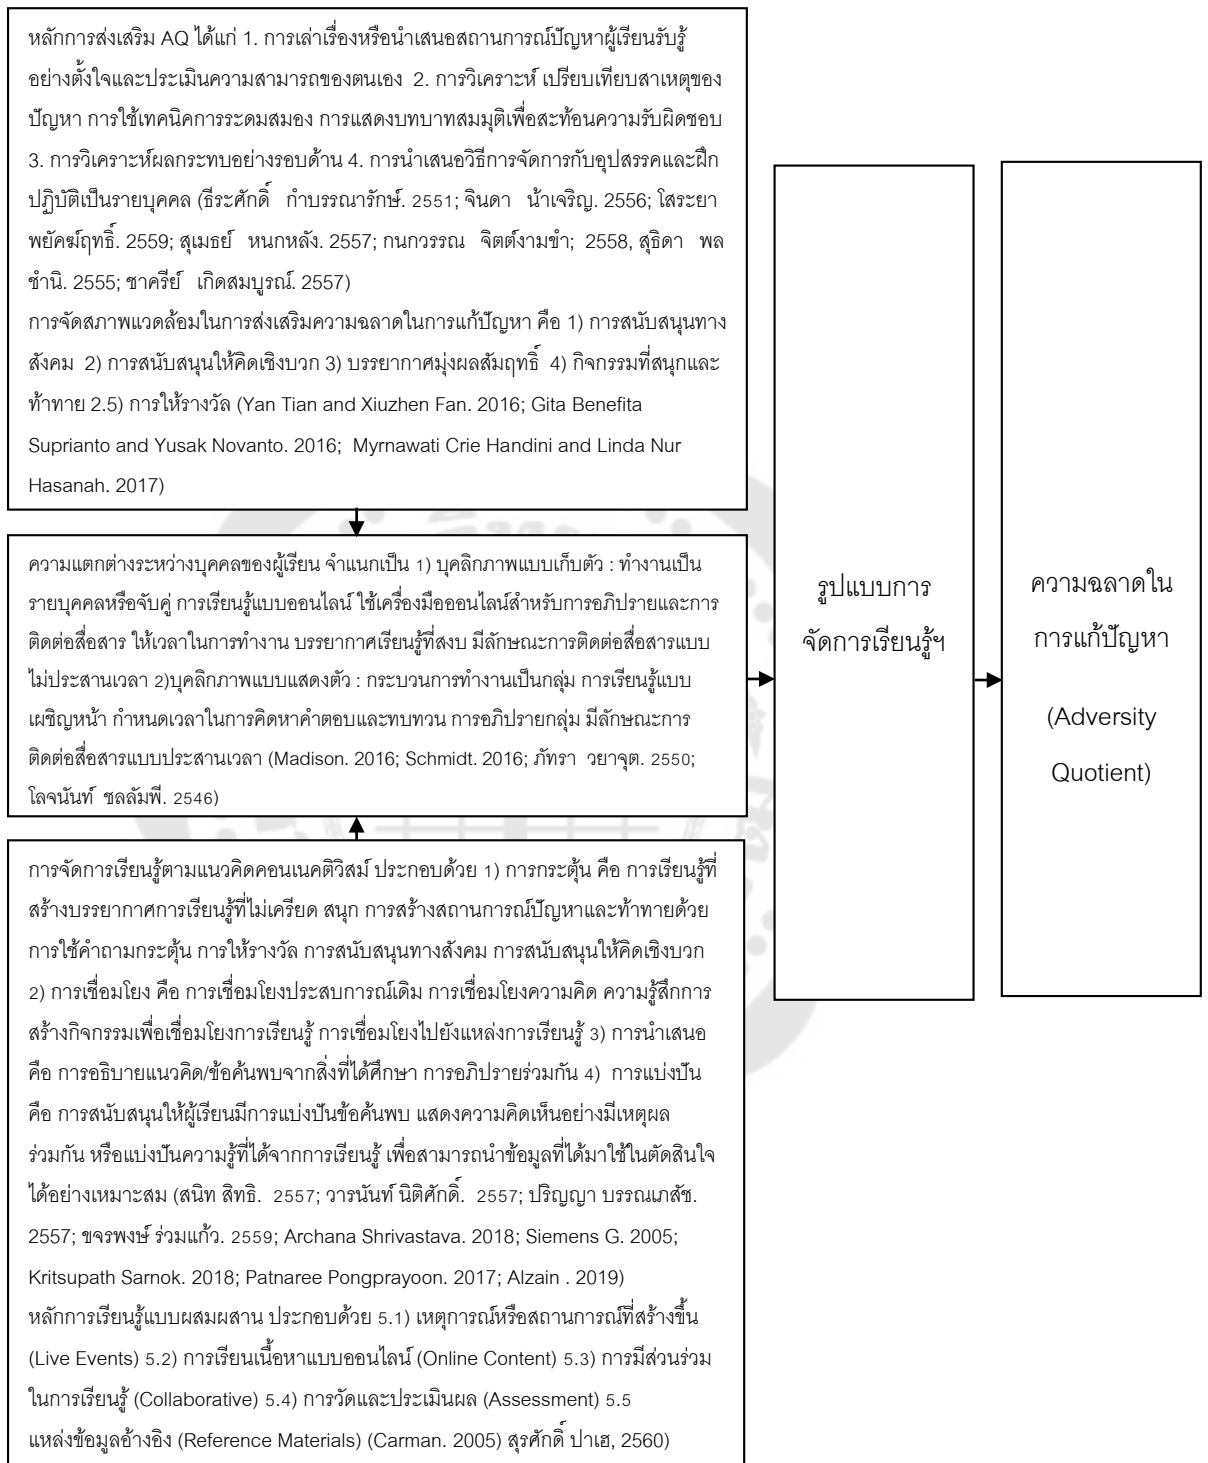 หลักการส่งเสริม AQ ได้แก่ 1. การเล่าเรื่องหรือนำเสนอสถานการณ์ปัญหาผู้เรียนรับรู้
อย่างตั้งใจและประเมินความสามารถของตนเอง 2. การวิเคราะห์ เปรียบเทียบสาเหตุของ
ปัญหา การใช้เทคนิคการระดมสมอง การแสดงบทบาทสมมุติเพื่อสะท้อนความรับผิดชอบ
3. การวิเคราะห์ผลกระทบอย่างรอบด้าน 4. การนำเสนอวิธีการจัดการกับอุปสรรคและฝึก
ปฏิบัติเป็นรายบุคคล (ธีระศักดิ์ กำบรรณารักษ์. 2551; จินดา น้าเจริญ. 2556; โสระยา
พยัคฆ์ฤทธิ์. 2559; สุเมธย์ หนกหลัง. 2557; กนกวรรณ จิตต์งามขำ; 2558, สุธิดา พล
ชำนิ. 2555; ชาครีย์ เกิดสมบูรณ์. 2557)
การจัดสภาพแวดล้อมในการส่งเสริมความฉลาดในการแก้ปัญหา คือ 1) การสนับสนุนทาง
สังคม 2) การสนับสนุนให้คิดเชิงบวก 3) บรรยากาศมุ่งผลสัมฤทธิ์ 4) กิจกรรมที่สนุกและ
ท้าทาย 2.5) การให้รางวัล (Yan Tian and Xiuzhen Fan. 2016; Gita Benefita
Suprianto and Yusak Novanto. 2016; Myrnawati Crie Handini and Linda Nur
Hasanah. 2017)
ความแตกต่างระหว่างบุคคลของผู้เรียน จำแนกเป็น 1) บุคลิกภาพแบบเก็บตัว : ทำงานเป็น
รายบุคคลหรือจับคู่ การเรียนรู้แบบออนไลน์ ใช้เครื่องมือออนไลน์สำหรับการอภิปรายและการ
ติดต่อสื่อสาร ให้เวลาในการทำงาน บรรยากาศเรียนรู้ที่สงบ มีลักษณะการติดต่อสื่อสารแบบ
ไม่ประสานเวลา 2)บุคลิกภาพแบบแสดงตัว : กระบวนการทำงานเป็นกลุ่ม การเรียนรู้แบบ
เผชิญหน้า กำหนดเวลาในการคิดหาคำตอบและทบทวน การอภิปรายกลุ่ม มีลักษณะการ
ติดต่อสื่อสารแบบประสานเวลา (Madison. 2016; Schmidt. 2016; ภัทรา วยาจุต. 2550;
โลจนันท์ ชลลัมพี. 2546)
การจัดการเรียนรู้ตามแนวคิดคอนเนคติวิสม์ ประกอบด้วย 1) การกระตุ้น คือ การเรียนรู้ที่
สร้างบรรยากาศการเรียนรู้ที่ไม่เครียด สนุก การสร้างสถานการณ์ปัญหาและท้าทายด้วย
การใช้คำถามกระตุ้น การให้รางวัล การสนับสนุนทางสังคม การสนับสนุนให้คิดเชิงบวก
2) การเชื่อมโยง คือ การเชื่อมโยงประสบการณ์เดิม การเชื่อมโยงความคิด ความรู้สึกการ
สร้างกิจกรรมเพื่อเชื่อมโยงการเรียนรู้ การเชื่อมโยงไปยังแหล่งการเรียนรู้ 3) การนำเสนอ
คือ การอธิบายแนวคิด/ข้อค้นพบจากสิ่งที่ได้ศึกษา การอภิปรายร่วมกัน 4) การแบ่งปัน
คือ การสนับสนุนให้ผู้เรียนมีการแบ่งปันข้อค้นพบ แสดงความคิดเห็นอย่างมีเหตุผล
ร่วมกัน หรือแบ่งปันความรู้ที่ได้จากการเรียนรู้ เพื่อสามารถนำข้อมูลที่ได้มาใช้ในตัดสินใจ
ได้อย่างเหมาะสม (สนิท สิทธิ. 2557; วารนันท์ นิติศักดิ์. 2557; ปริญญา บรรณเภสัช.
2557; ขจรพงษ์ ร่วมแก้ว. 2559; Archana Shrivastava. 2018; Siemens G. 2005;
Kritsupath Sarnok. 2018; Patnaree Pongprayoon. 2017; Alzain . 2019)
หลักการเรียนรู้แบบผสมผสาน ประกอบด้วย 5.1) เหตุการณ์หรือสถานการณ์ที่สร้างขึ้น
(Live Events) 5.2) การเรียนเนื้อหาแบบออนไลน์ (Online Content) 5.3) การมีส่วนร่วม
ในการเรียนรู้ (Collaborative) 5.4) การวัดและประเมินผล (Assessment) 5.5
แหล่งข้อมูลอ้างอิง (Reference Materials) (Carman. 2005) สุรศักดิ์ ปาเฮ, 2560)
รูปแบบการ
จัดการเรียนรู้ฯ
ความฉลาดใน
การแก้ปัญหา
(Adversity
Quotient)